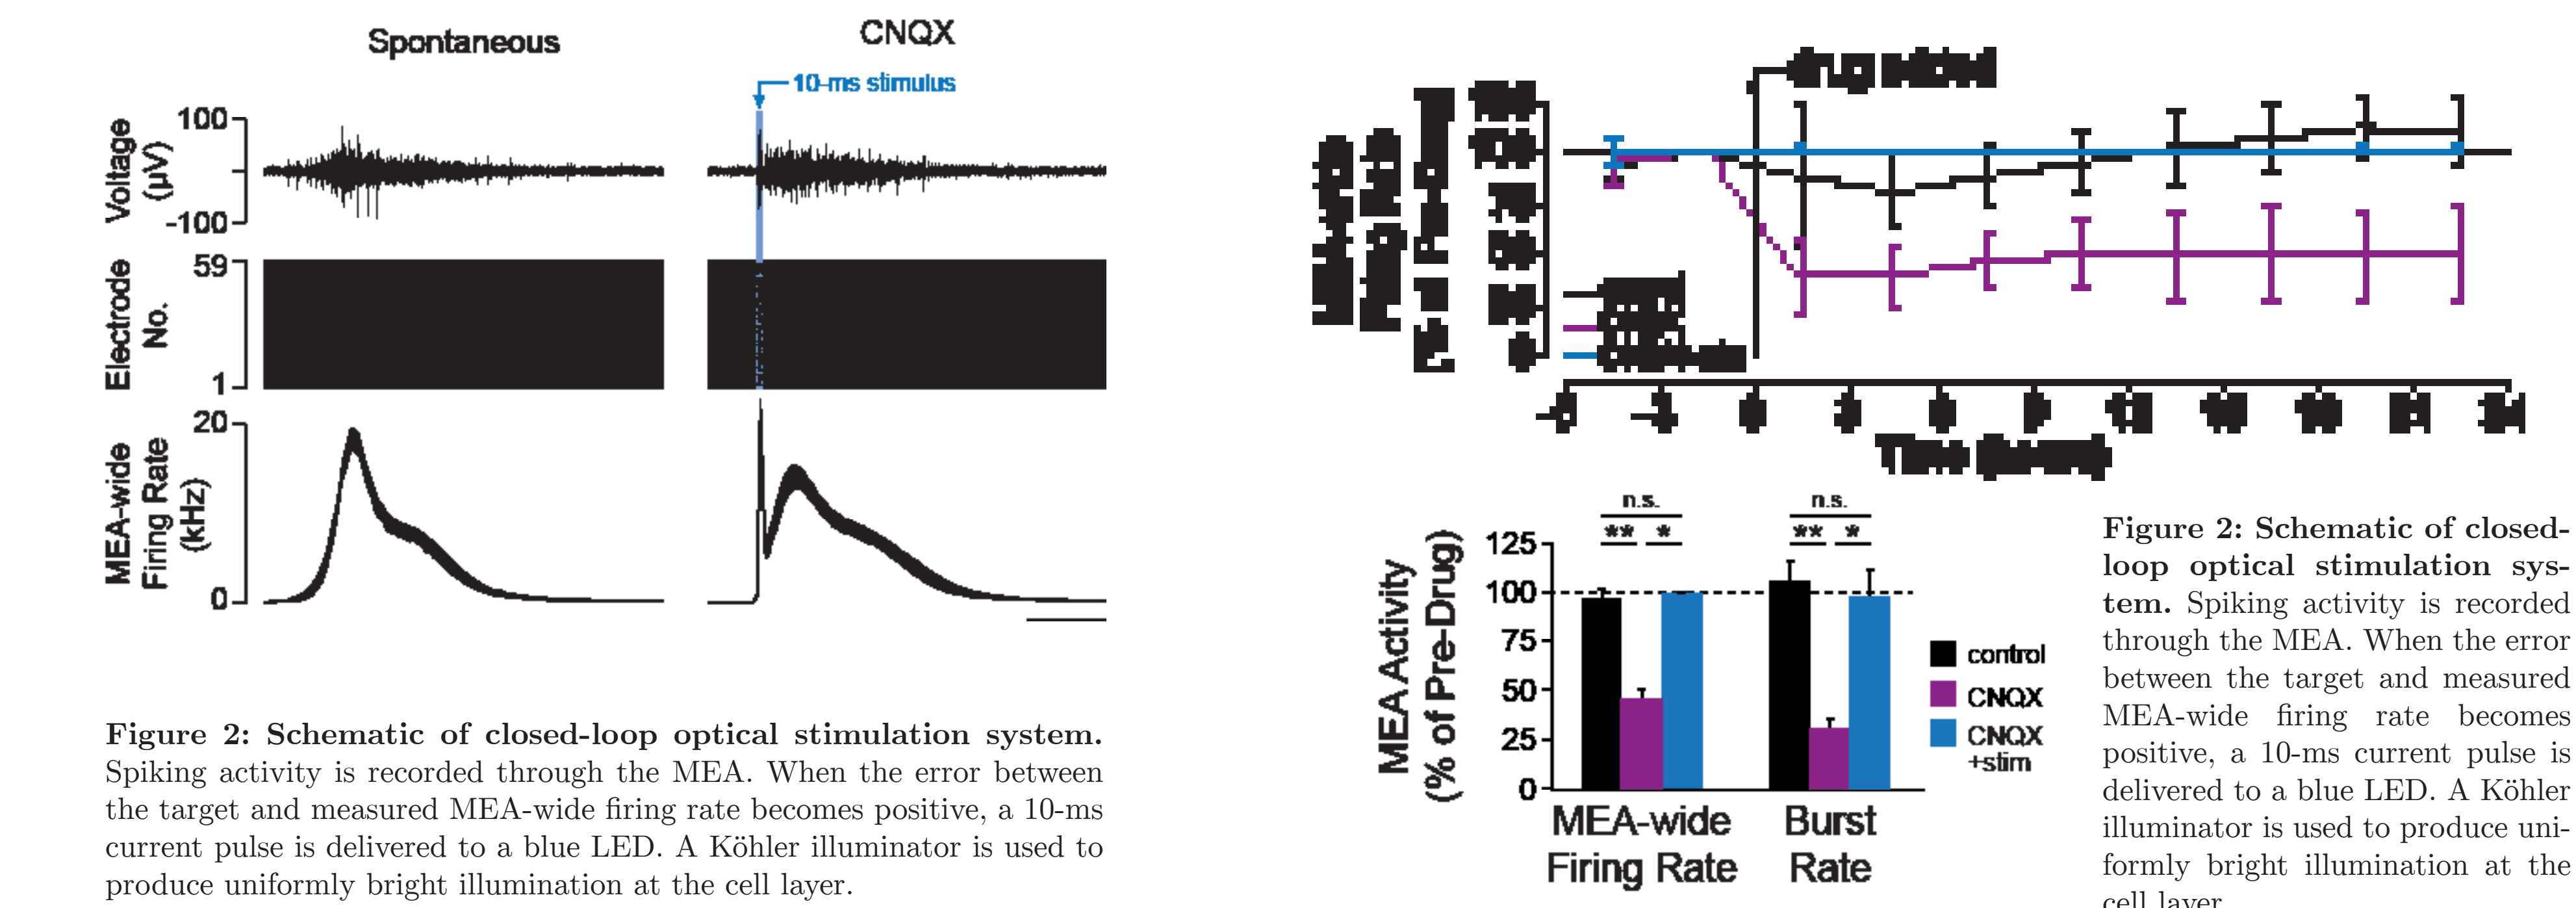 Spontaneous
CNQX
10-ms stimulus
Voltage
(µV)
100
-100
Electrode
No.
59
1
MEA-wide
Firing Rate
(kHz)
20
0
Figure 2: Schematic of closed-loop optical stimulation system.
Spiking activity is recorded through the MEA. When the error between
the target and measured MEA-wide firing rate becomes positive, a 10-ms
current pulse is delivered to a blue LED. A Köhler illuminator is used to
produce uniformly bright illumination at the cell layer.
Time
n.s.
n.s.
** *
** *
MEA Activity
(% of Pre-Drug)
125
100
75
50
25
0
MEA-wide
Firing Rate
Burst
Rate
control
CNQX
CNQX
+stim
Figure 2: Schematic of closed-
loop optical stimulation sys-
tem. Spiking activity is recorded
through the MEA. When the error
between the target and measured
MEA-wide firing rate becomes
positive, a 10-ms current pulse is
delivered to a blue LED. A Köhler
illuminator is used to produce uni-
formly bright illumination at the
cell layer